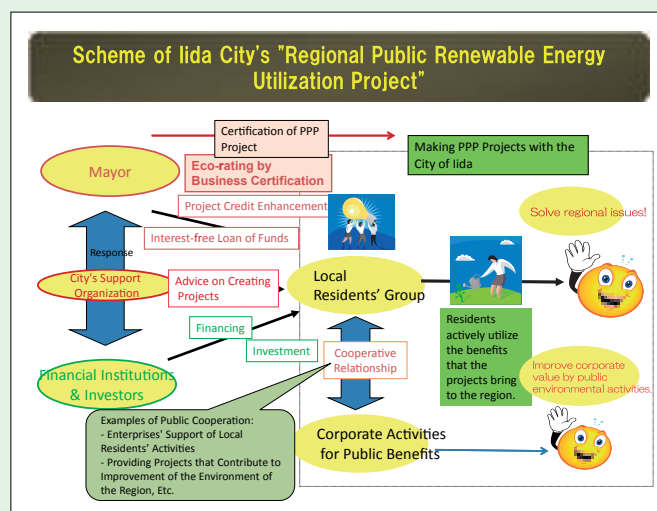 Scheme of Iida City's "Regional Public Renewable Energy
Utilization Project"
Certification of PPP
Project
Making PPP Projects with the
City of Iida
Mayor
Eco-rating by
Business Certification
Project Credit Enhancement
Interest-free Loan of Funds
Solve regional issues!
Response
City's Support
Organization
Advice on Creating
Projects
Local
Residents' Group
Financing
Investment
Residents
actively utilize
the benefits
that the
projects bring
to the region.
Cooperative
Relationship
Improve corporate
value by public
environmental activities.
Financial Institutions
& Investors
Examples of Public Cooperation:
- Enterprises' Support of Local
Residents' Activities
- Providing Projects that Contribute to
Improvement of the Environment of
the Region, Etc.
Corporate Activities
for Public Benefits